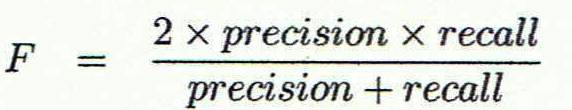 F = 2 × precision × recall
precision + recall